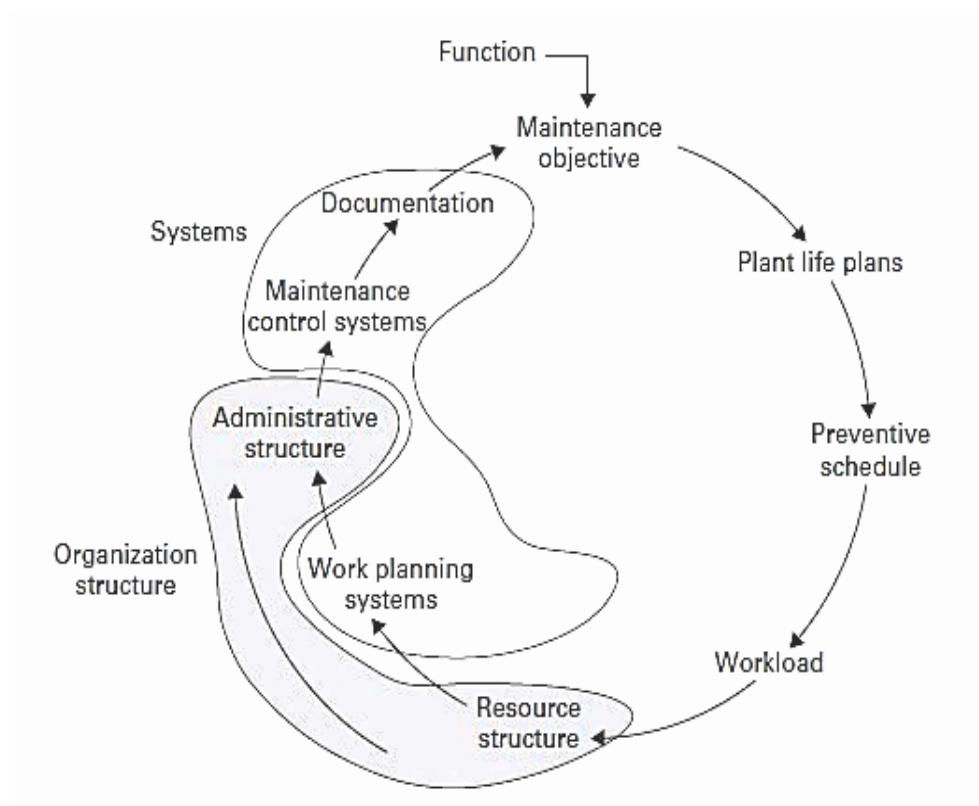 Function
Maintenance
objective
Documentation
Systems
Plant life plans
Maintenance
control systems
Administrative
structure
Preventive
schedule
Organization
structure
Work planning
systems
Workload
Resource
structure